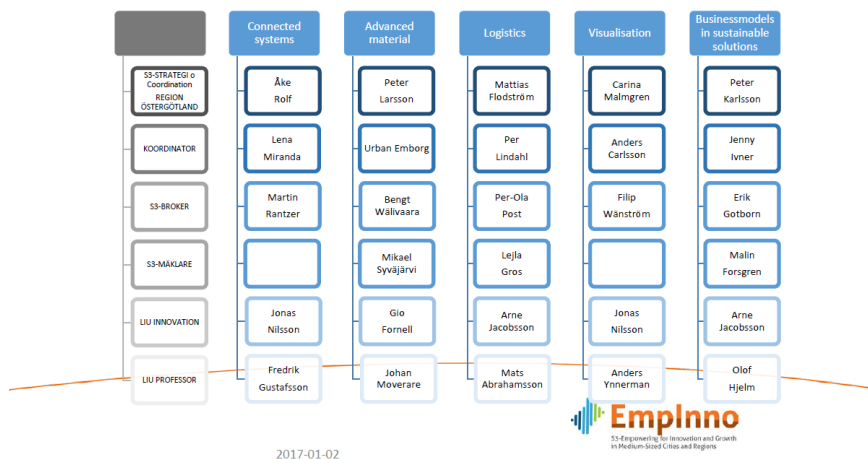 Connected
systems
Advanced
material
Logistics
Visualisation
Businessmodels
in sustainable
solutions
S3-STRATEGI o
Coordination
REGION
ÖSTERGÖTLAND
Åke
Rolf
Peter
Larsson
Mattias
Flodström
Carina
Malmgren
Peter
Karlsson
KOORDINATOR
Lena
Miranda
Urban Emborg
Per
Lindahl
Anders
Carlsson
Jenny
Ivner
S3-BROKER
Martin
Rantzer
Bengt
Wälivaara
Per-Ola
Post
Filip
Wänström
Erik
Gotborn
S3-MÄKLARE
Mikael
Syväjärvi
Lejla
Gros
Malin
Forsgren
LIU INNOVATION
Jonas
Nilsson
Gio
Fornell
Arne
Jacobsson
Jonas
Nilsson
Arne
Jacobsson
LIU PROFESSOR
Fredrik
Gustafsson
Johan
Moverare
Mats
Abrahamsson
Anders
Ynnerman
Olof
Hjelm
EmpInno
S3-Empowering for Innovation and Growth
in Medium-Sized Cities and Regions
2017-01-02